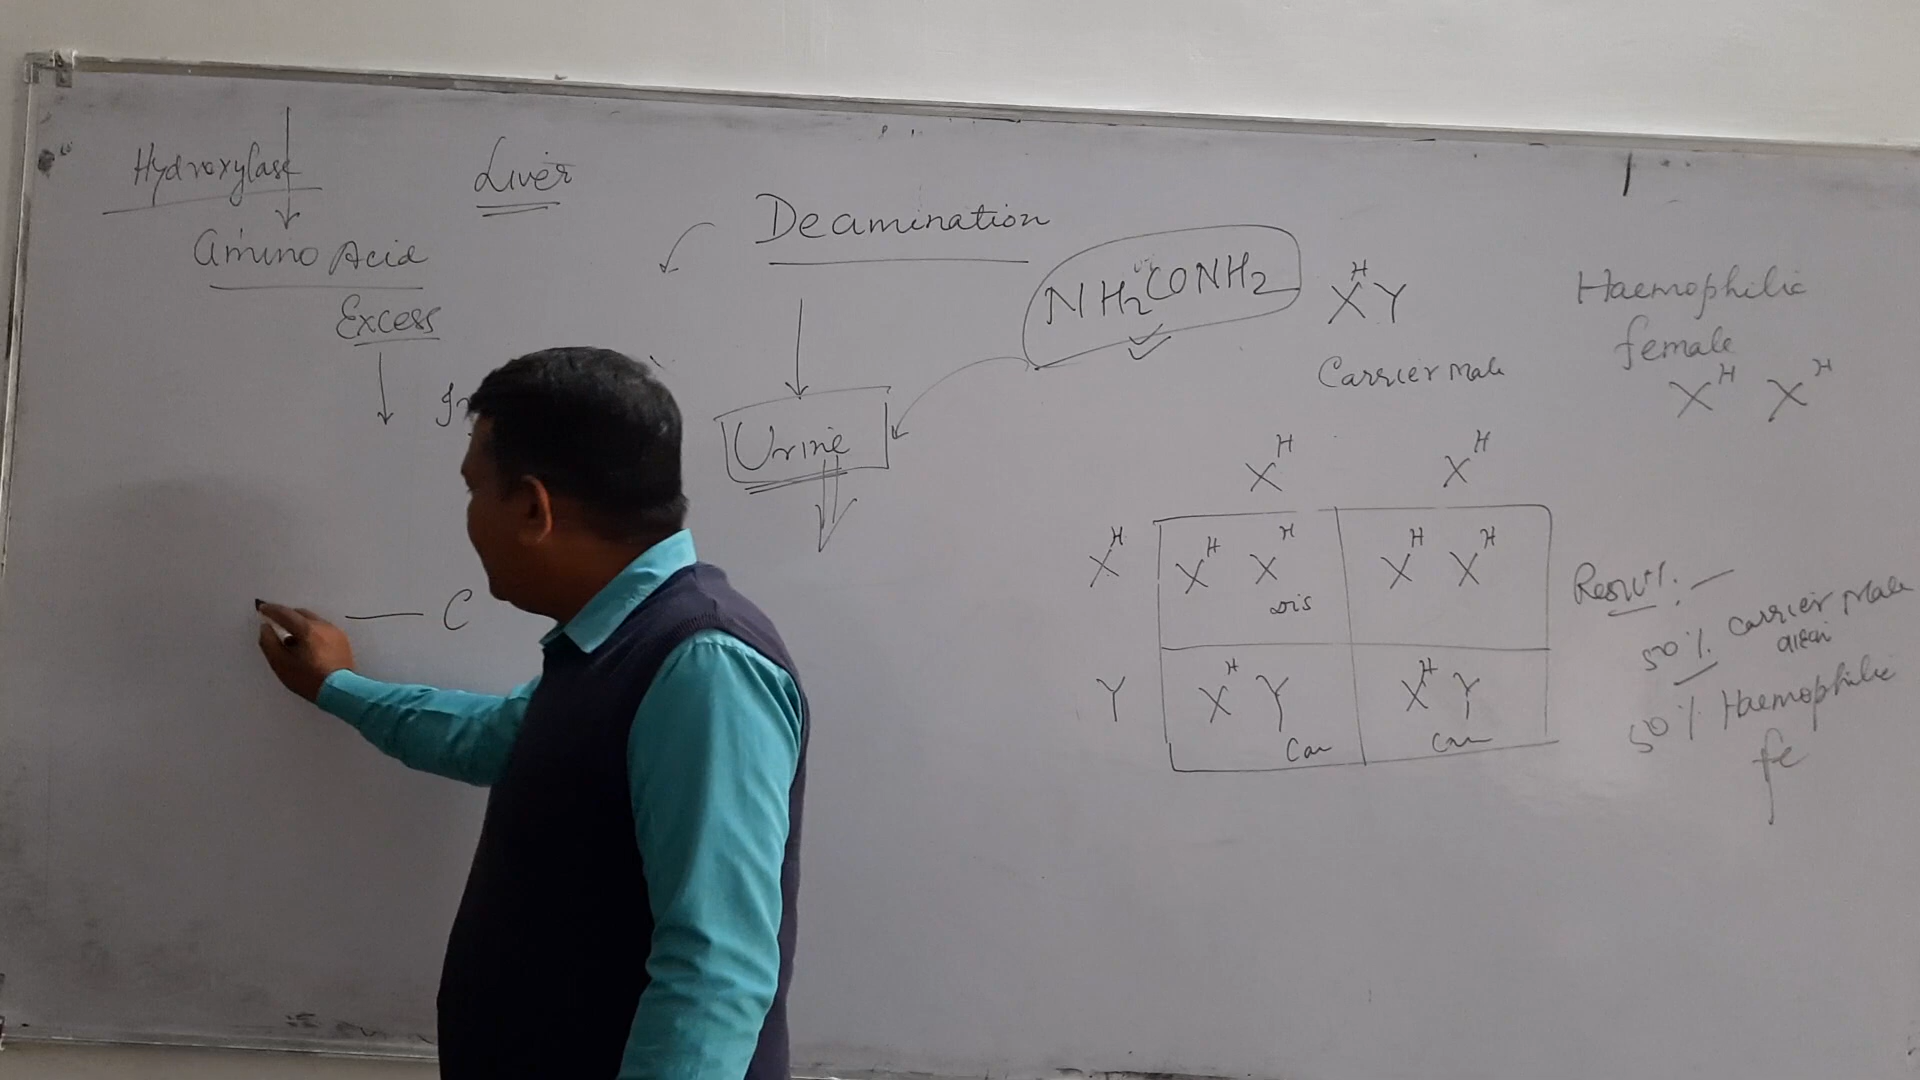 Hydroxylase
Liver
Amino Acid
Excess
Deamination
NH2CONH2
Urine
C
X^H Y
Carrier Male
Haemophilic
female
X^H X^H
X^H X^H
X^H X^H X^H X^H X^H
Dis
Y X^H Y X^H Y
Car Car
Result: -
50% Carrier Male
50% Haemophilic
fe